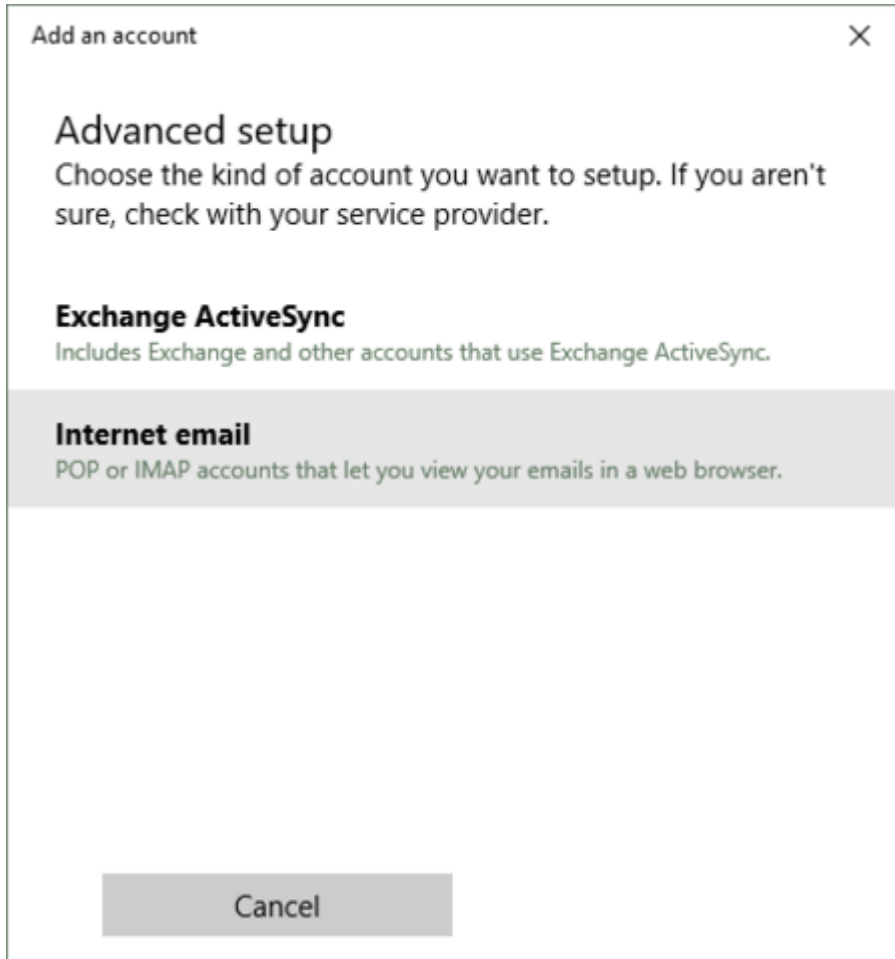 Add an account
Advanced setup
Choose the kind of account you want to setup. If you aren't
sure, check with your service provider.
Exchange ActiveSync
Includes Exchange and other accounts that use Exchange ActiveSync.
Internet email
POP or IMAP accounts that let you view your emails in a web browser.
Cancel